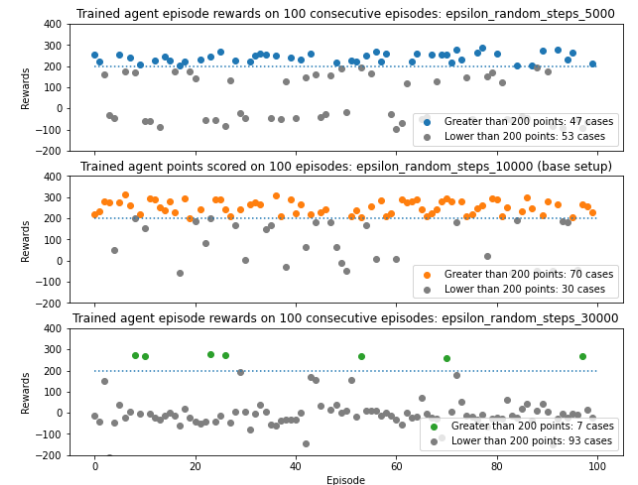 Trained agent episode rewards on 100 consecutive episodes: epsilon_random_steps_5000
400
300
200
100
0
−100
−200
Rewards
Greater than 200 points: 47 cases
Lower than 200 points: 53 cases
Trained agent points scored on 100 episodes: epsilon_random_steps_10000 (base setup)
400
300
200
100
0
−100
−200
Rewards
Greater than 200 points: 70 cases
Lower than 200 points: 30 cases
Trained agent episode rewards on 100 consecutive episodes: epsilon_random_steps_30000
400
300
200
100
0
−100
−200
Rewards
Greater than 200 points: 7 cases
Lower than 200 points: 93 cases
0 20 40 60 80 100
Episode